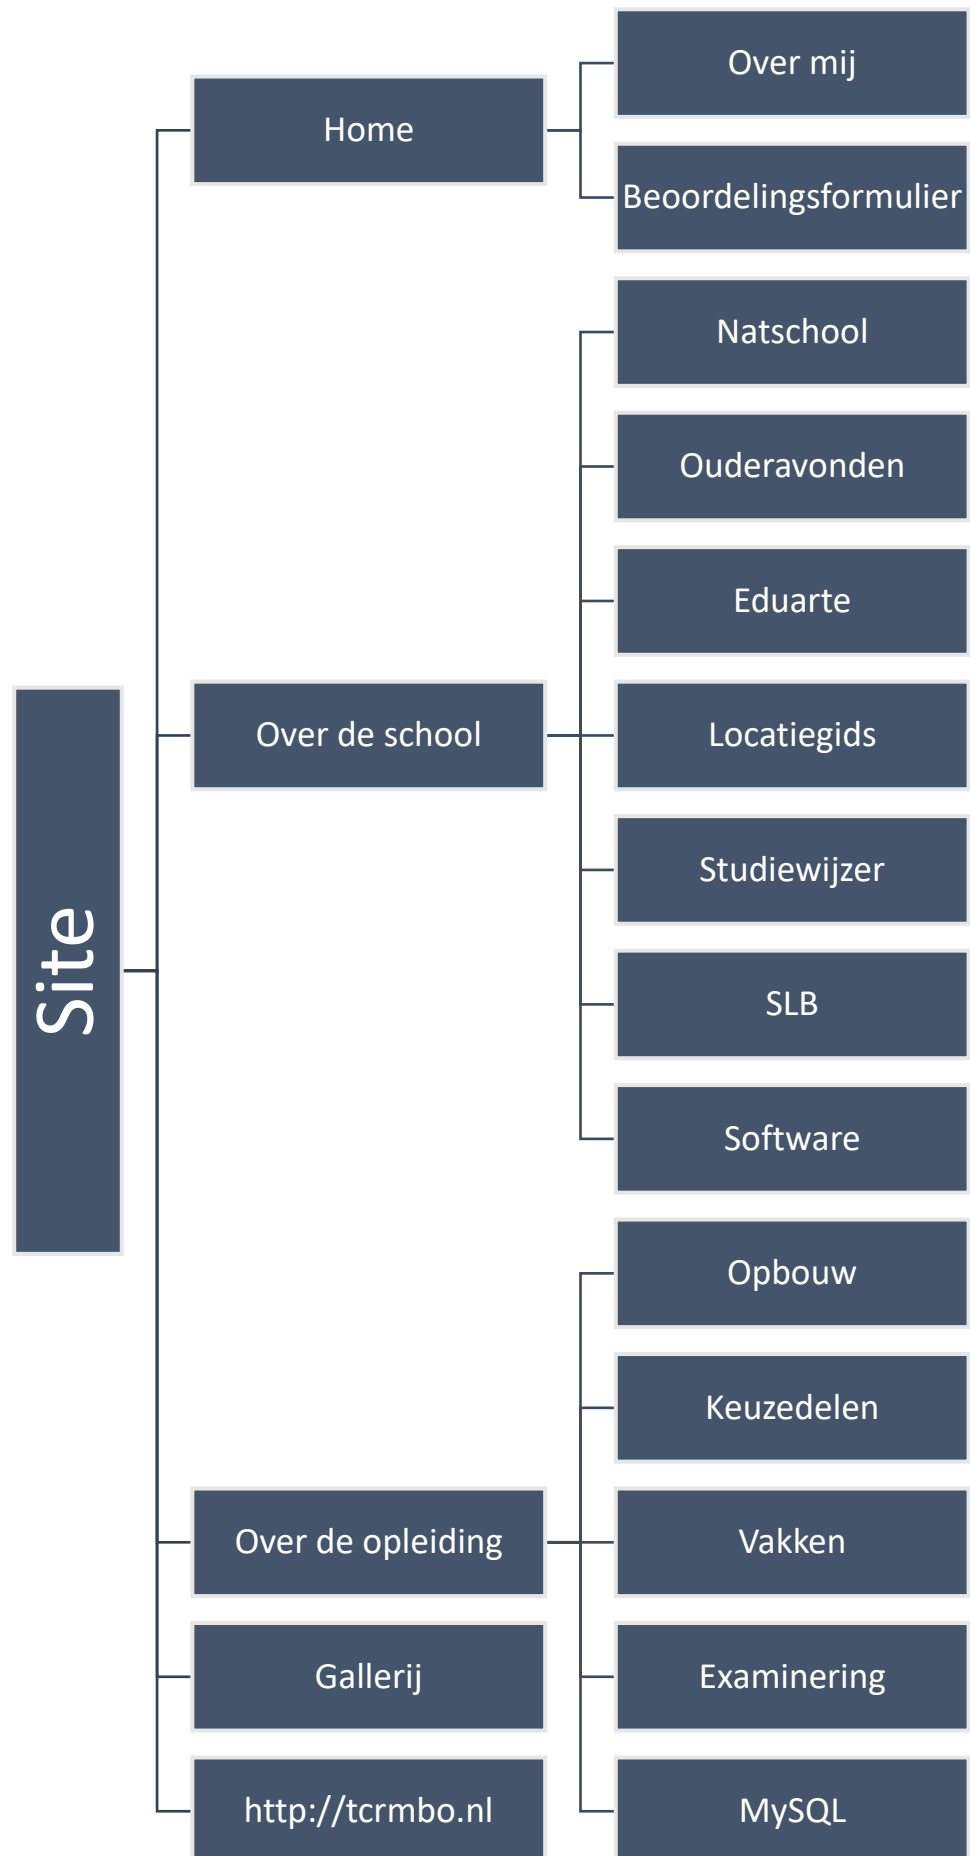 Site
Home
Over mij
Beoordelingsformulier
Over de school
Natschool
Ouderavonden
Eduarte
Locatiegids
Studiewijzer
SLB
Software
Over de opleiding
Opbouw
Keuzedelen
Vakken
Examinering
MySQL
Gallerij
http://tcrmbo.nl